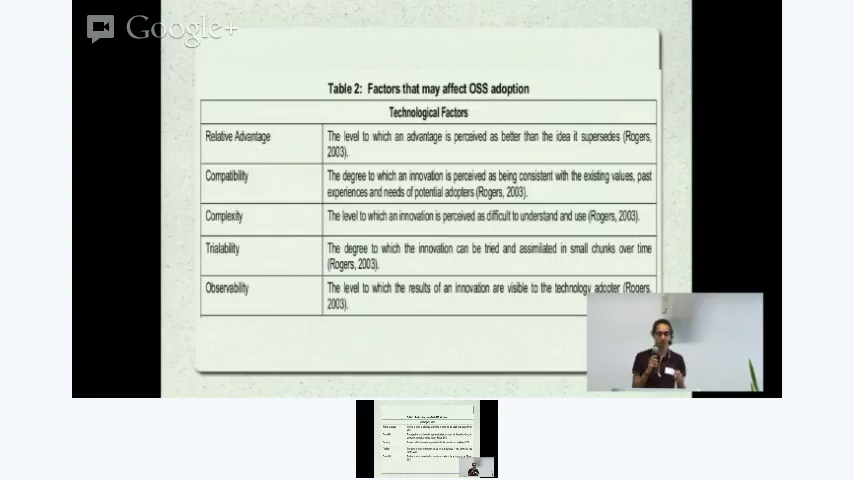 Google+
Table 2: Factors that may affect OSS adoption
Technological Factors
Relative Advantage
The level to which an advantage is perceived as better than the idea it supersedes (Rogers,
2003).
Compatibility
The degree to which an innovation is perceived as being consistent with the existing values, past
experiences and needs of potential adopters (Rogers, 2003).
Complexity
The level to which an innovation is perceived as difficult to understand and use (Rogers, 2003).
Trialability
The degree to which the innovation can be tried and assimilated in small chunks over time
(Rogers, 2003).
Observability
The level to which the results of an innovation are visible to the technology adopter (Rogers,
2003).